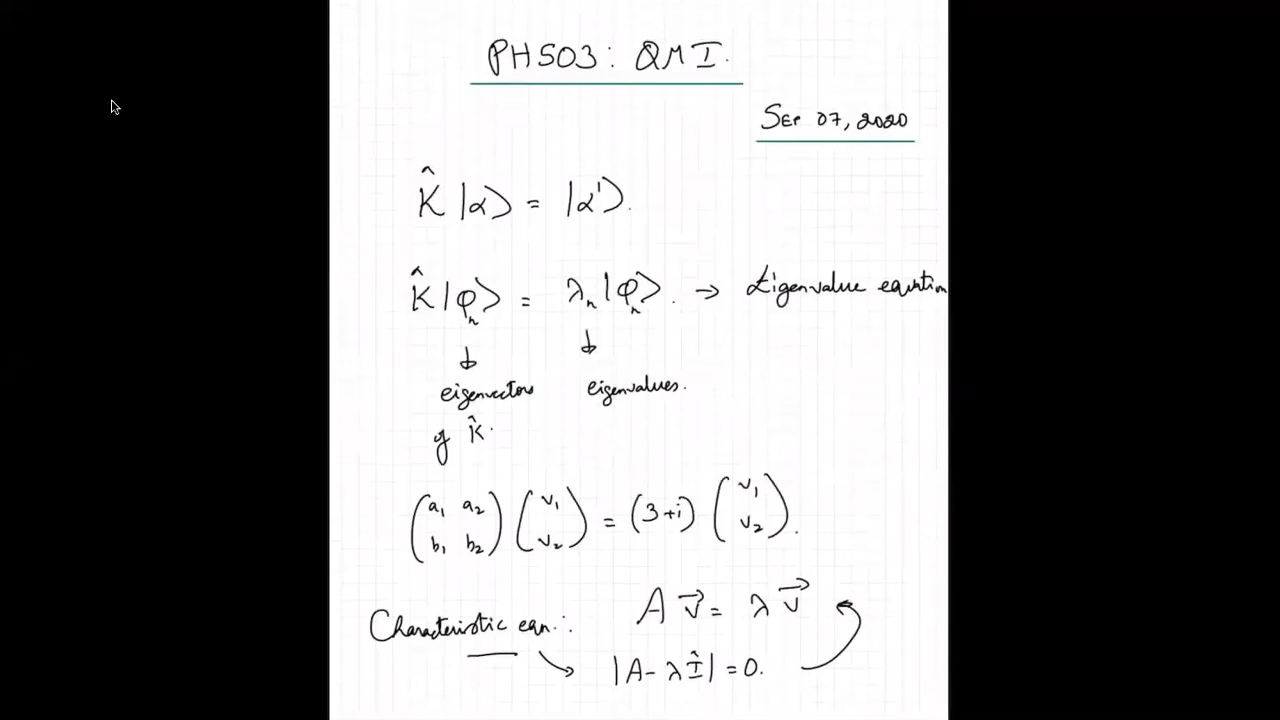 PH503: QM I.
Sep 07, 2020
K̂ |α⟩ = |α'⟩.
K̂ |φₙ⟩ = λₙ |φₙ⟩. → Eigenvalue equation
↓ ↓
eigenvectors eigenvalues.
of K̂.
(a₁ a₂ b₁ b₂) (v₁ v₂) = (3+i) (v₁ v₂).
A v⃗ = λ v⃗
Characteristic eqn.:
|A - λÎ| = 0.